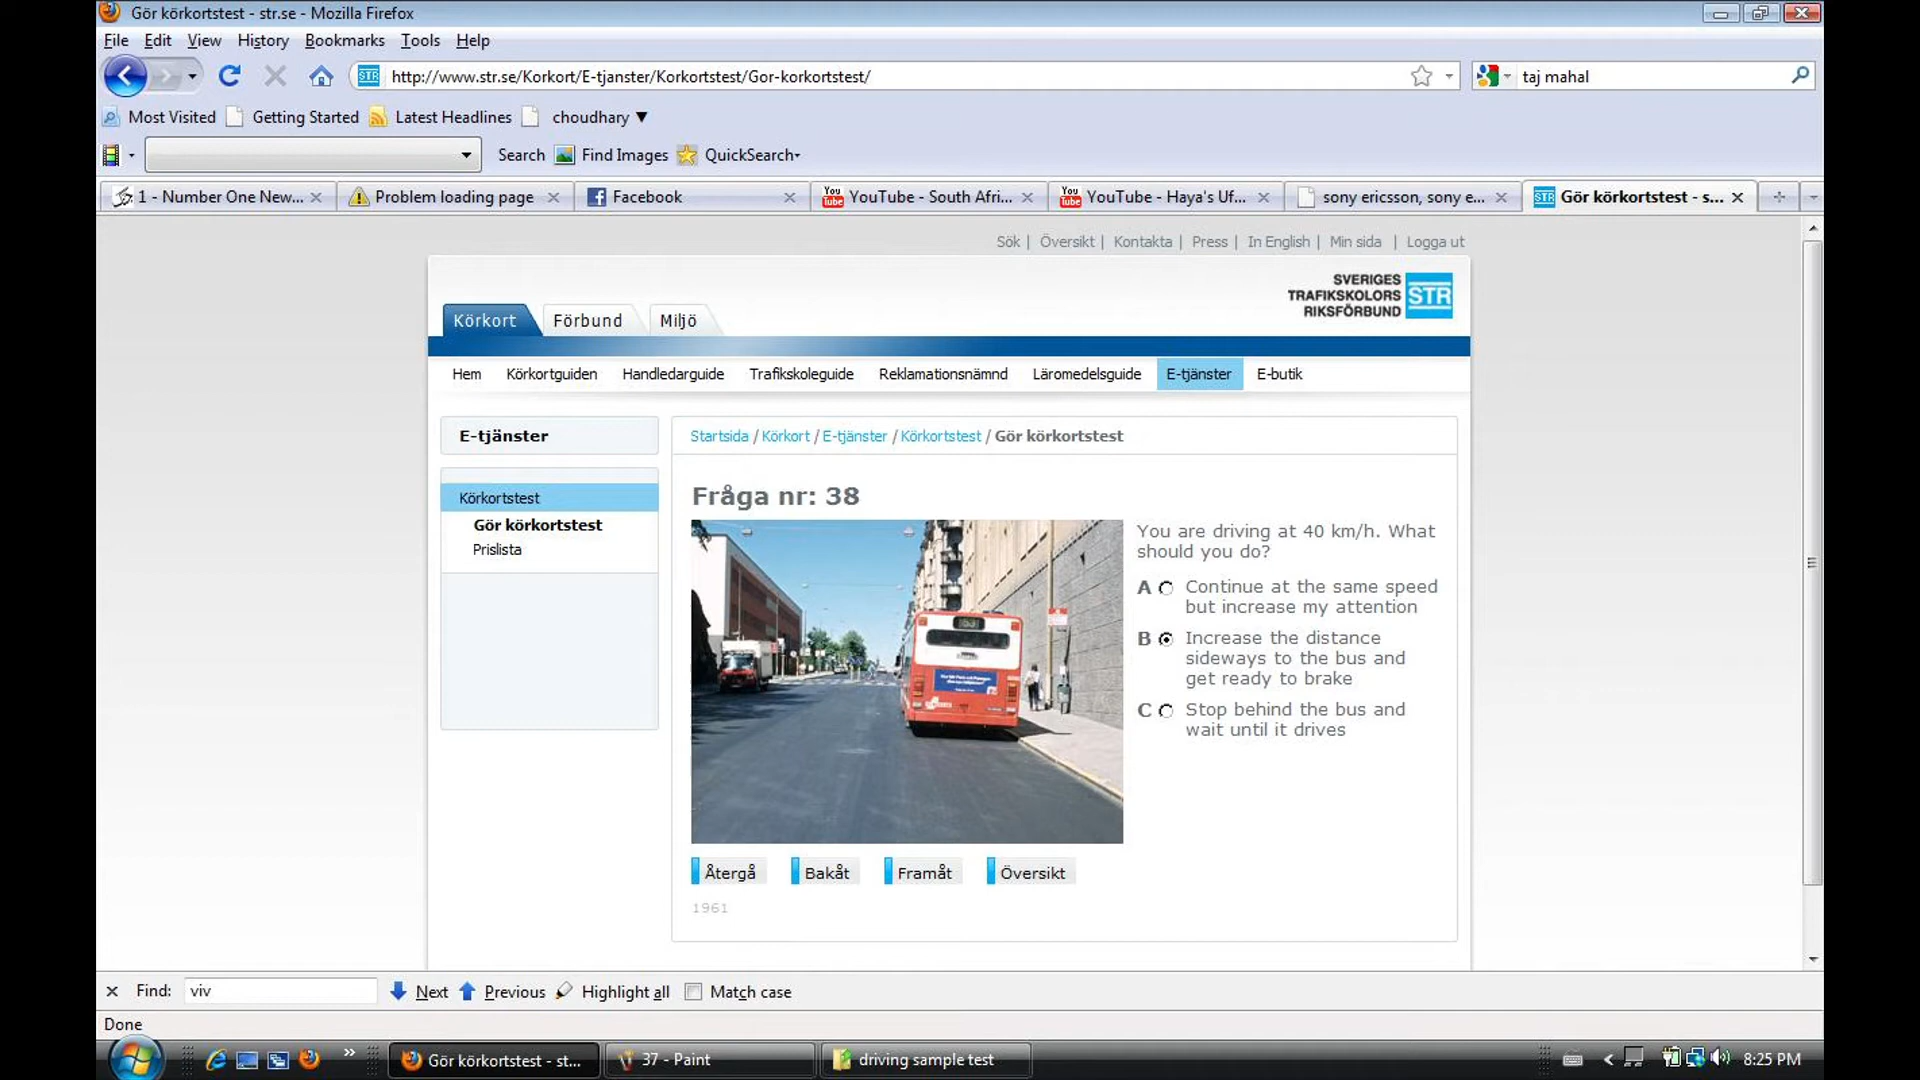 Gör körkortstest - str.se - Mozilla Firefox
File Edit View History Bookmarks Tools Help
STR http://www.str.se/Korkort/E-tjanster/Korkortstest/Gor-korkortstest/ taj mahal
Most Visited Getting Started Latest Headlines choudhary
Search Find Images QuickSearch
1 - Number One New... Problem loading page Facebook YouTube - South Afri... YouTube - Haya's Uf... sony ericsson, sony e... Gör körkortstest - s...
Sök | Översikt | Kontakta | Press | In English | Min sida | Logga ut
SVERIGES
TRAFIKSKOLORS STR
RIKSFÖRBUND
Körkort Förbund Miljö
Hem Körkortguiden Handledarguide Trafikskoleguide Reklamationsnämnd Läromedelsguide E-tjänster E-butik
E-tjänster
Startsida / Körkort / E-tjänster / Körkortstest / Gör körkortstest
Körkortstest
Gör körkortstest
Prislista
Fråga nr: 38
You are driving at 40 km/h. What
should you do?
A Continue at the same speed
but increase my attention
B Increase the distance
sideways to the bus and
get ready to brake
C Stop behind the bus and
wait until it drives
Återgå Bakåt Framåt Översikt
1961
Find: viv Next Previous Highlight all Match case
Done
Gör körkortstest - st... 37 - Paint driving sample test 8:25 PM